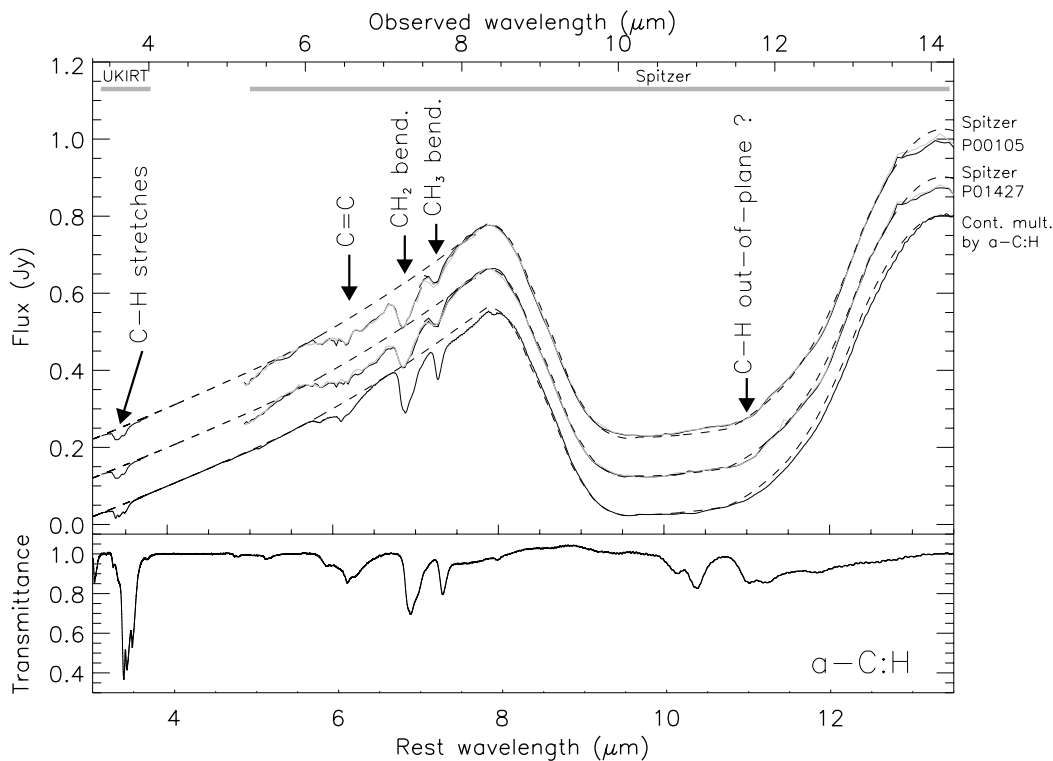 Observed wavelength (μm)
4 6 8 10 12 14
UKIRT Spitzer
1.2
1.0
0.8
0.6
0.4
0.2
0.0
Flux (Jy)
C−H stretches
C=C
CH₂ bend.
CH₃ bend.
C−H out−of−plane ?
Spitzer
P00105
Spitzer
P01427
Cont. mult.
by a−C:H
1.0
0.8
0.6
0.4
Transmittance
a−C:H
4 6 8 10 12
Rest wavelength (μm)